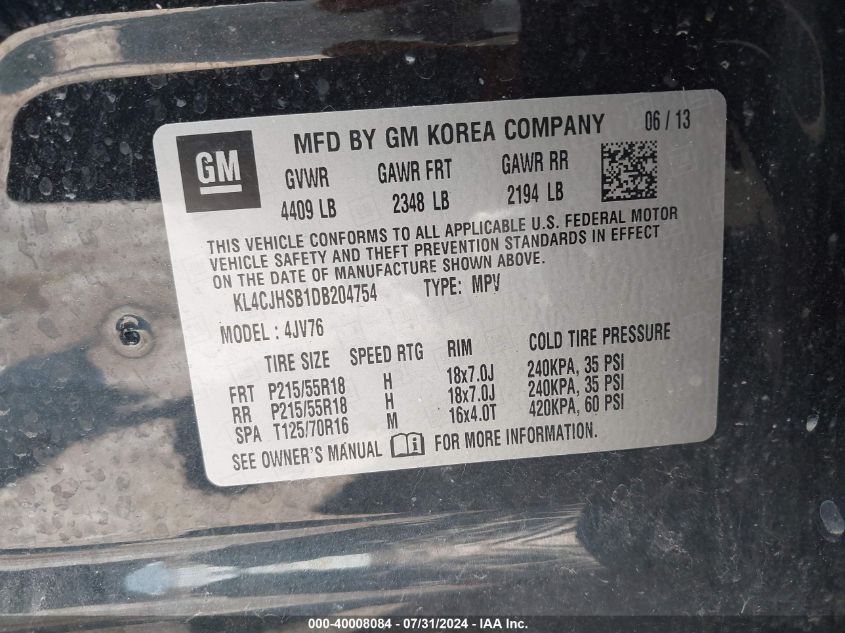 GM
MFD BY GM KOREA COMPANY 06 / 13
GVWR GAWR FRT GAWR RR
4409 LB 2348 LB 2194 LB
THIS VEHICLE CONFORMS TO ALL APPLICABLE U.S. FEDERAL MOTOR
VEHICLE SAFETY AND THEFT PREVENTION STANDARDS IN EFFECT
ON THE DATE OF MANUFACTURE SHOWN ABOVE.
KL4CJHSB1DB204754 TYPE: MPV
MODEL : 4JV76
TIRE SIZE SPEED RTG RIM COLD TIRE PRESSURE
FRT P215/55R18 H 18x7.0J 240KPA, 35 PSI
RR P215/55R18 H 18x7.0J 240KPA, 35 PSI
SPA T125/70R16 M 16x4.0T 420KPA, 60 PSI
SEE OWNER'S MANUAL FOR MORE INFORMATION.
000-40008084 - 07/31/2024 - IAA Inc.